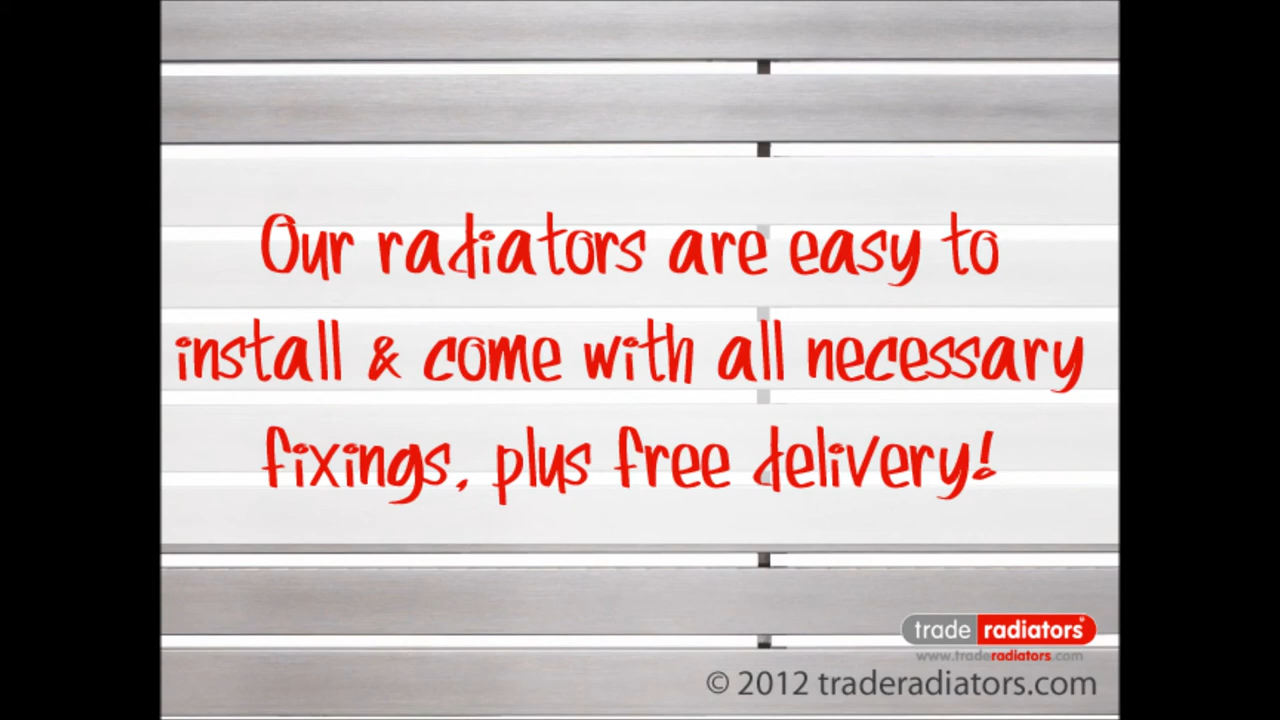 Our radiators are easy to
install & come with all necessary
fixings, plus free delivery!
trade radiators®
www.traderadiators.com
© 2012 traderadiators.com